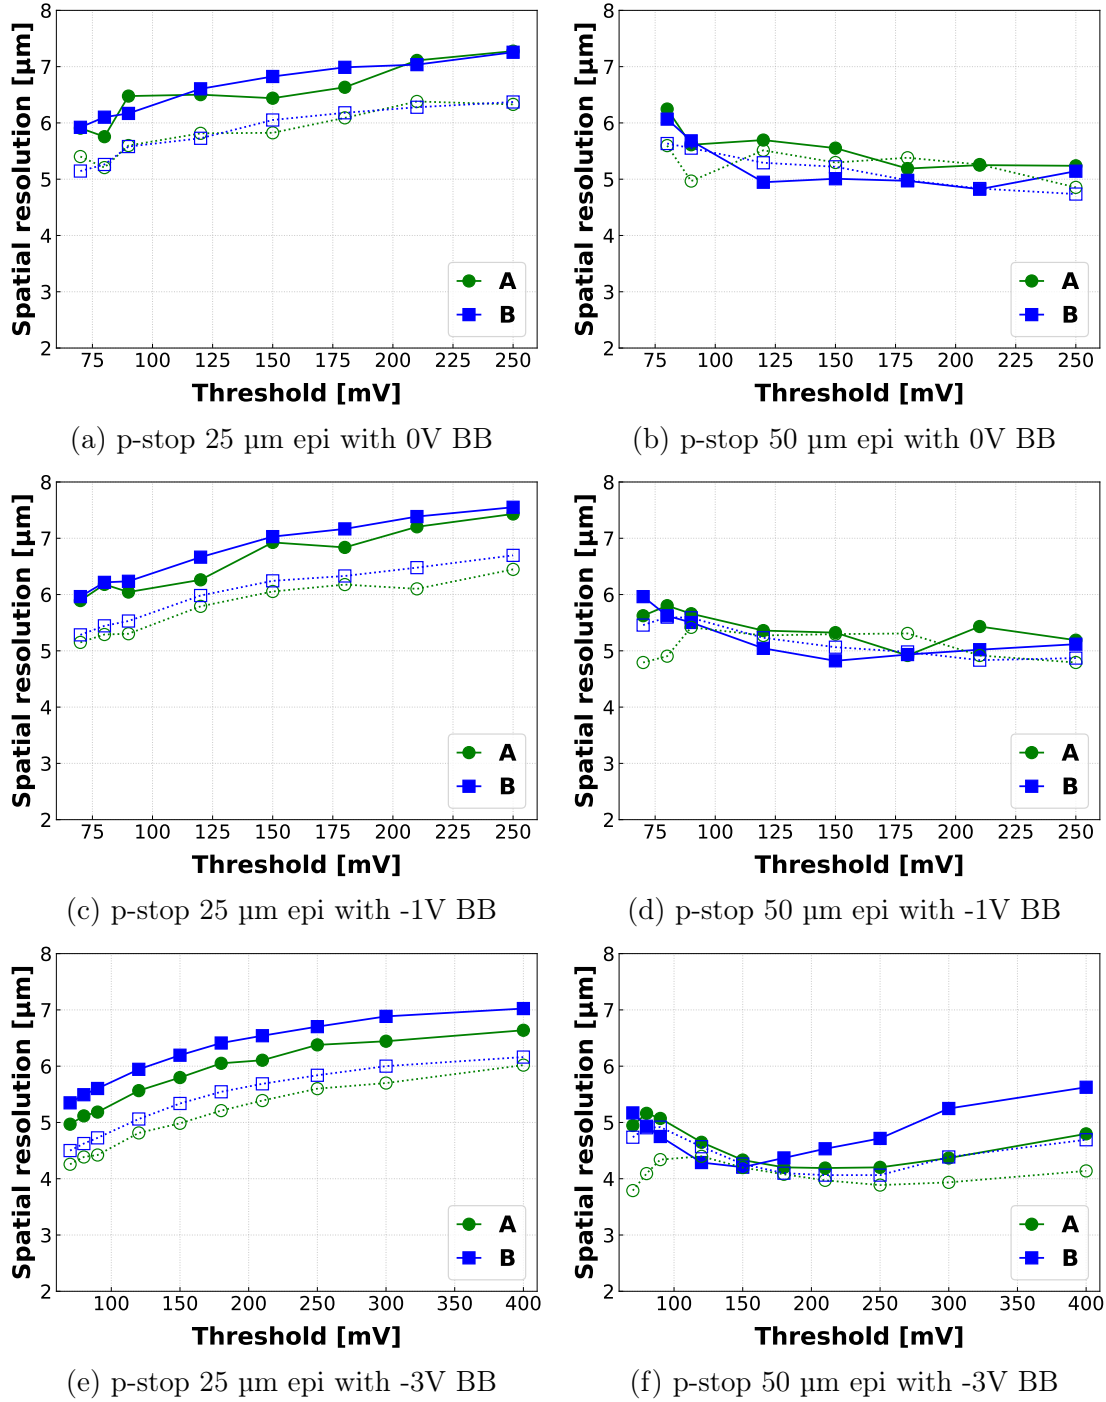 8
7
6
5
4
3
2
Spatial resolution [µm]
75 100 125 150 175 200 225 250
Threshold [mV]
A
B
(a) p-stop 25 µm epi with 0V BB
8
7
6
5
4
3
2
Spatial resolution [µm]
75 100 125 150 175 200 225 250
Threshold [mV]
A
B
(b) p-stop 50 µm epi with 0V BB
8
7
6
5
4
3
2
Spatial resolution [µm]
75 100 125 150 175 200 225 250
Threshold [mV]
A
B
(c) p-stop 25 µm epi with -1V BB
8
7
6
5
4
3
2
Spatial resolution [µm]
75 100 125 150 175 200 225 250
Threshold [mV]
A
B
(d) p-stop 50 µm epi with -1V BB
8
7
6
5
4
3
2
Spatial resolution [µm]
100 150 200 250 300 350 400
Threshold [mV]
A
B
(e) p-stop 25 µm epi with -3V BB
8
7
6
5
4
3
2
Spatial resolution [µm]
100 150 200 250 300 350 400
Threshold [mV]
A
B
(f) p-stop 50 µm epi with -3V BB